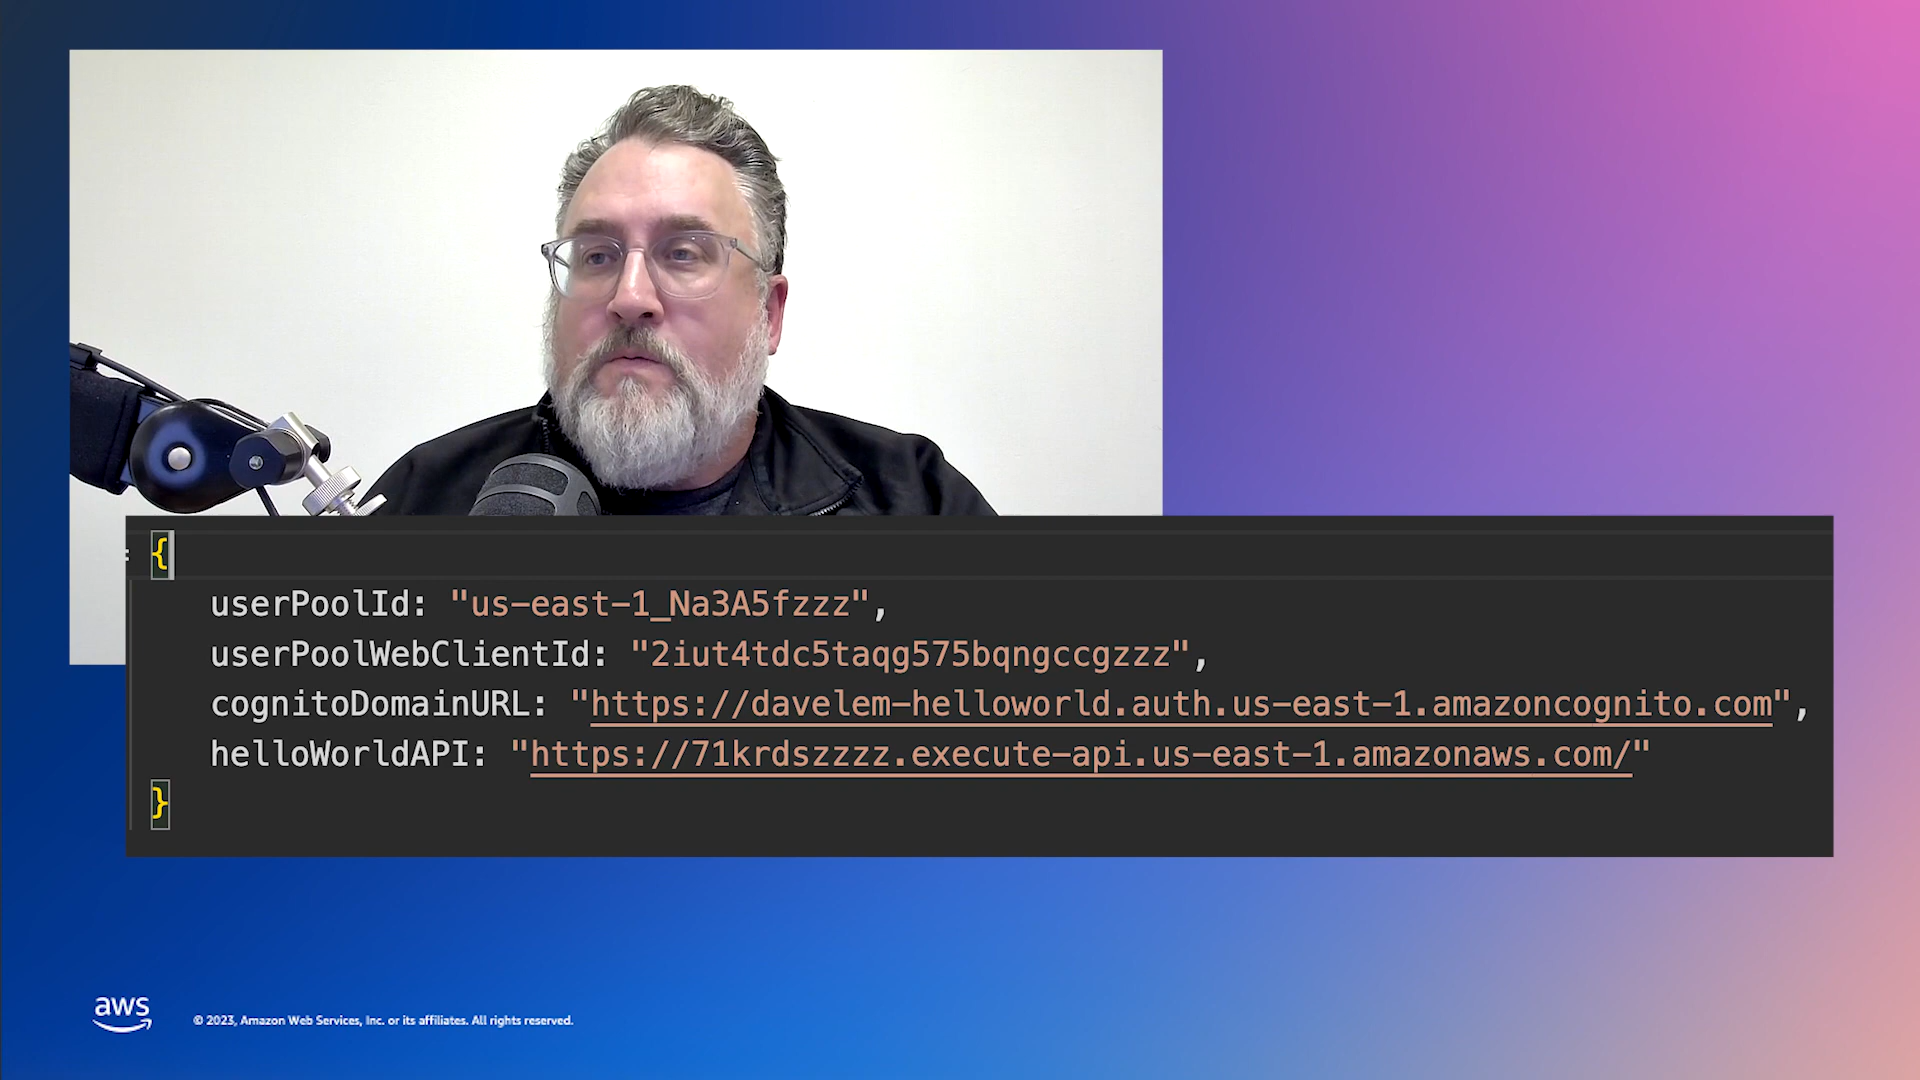 : {
userPoolId: "us-east-1_Na3A5fzzz",
userPoolWebClientId: "2iut4tdc5taqg575bqngccgzzz",
cognitoDomainURL: "https://davelem-helloworld.auth.us-east-1.amazoncognito.com",
helloWorldAPI: "https://71krdszzzz.execute-api.us-east-1.amazonaws.com/"
}
aws
© 2023, Amazon Web Services, Inc. or its affiliates. All rights reserved.